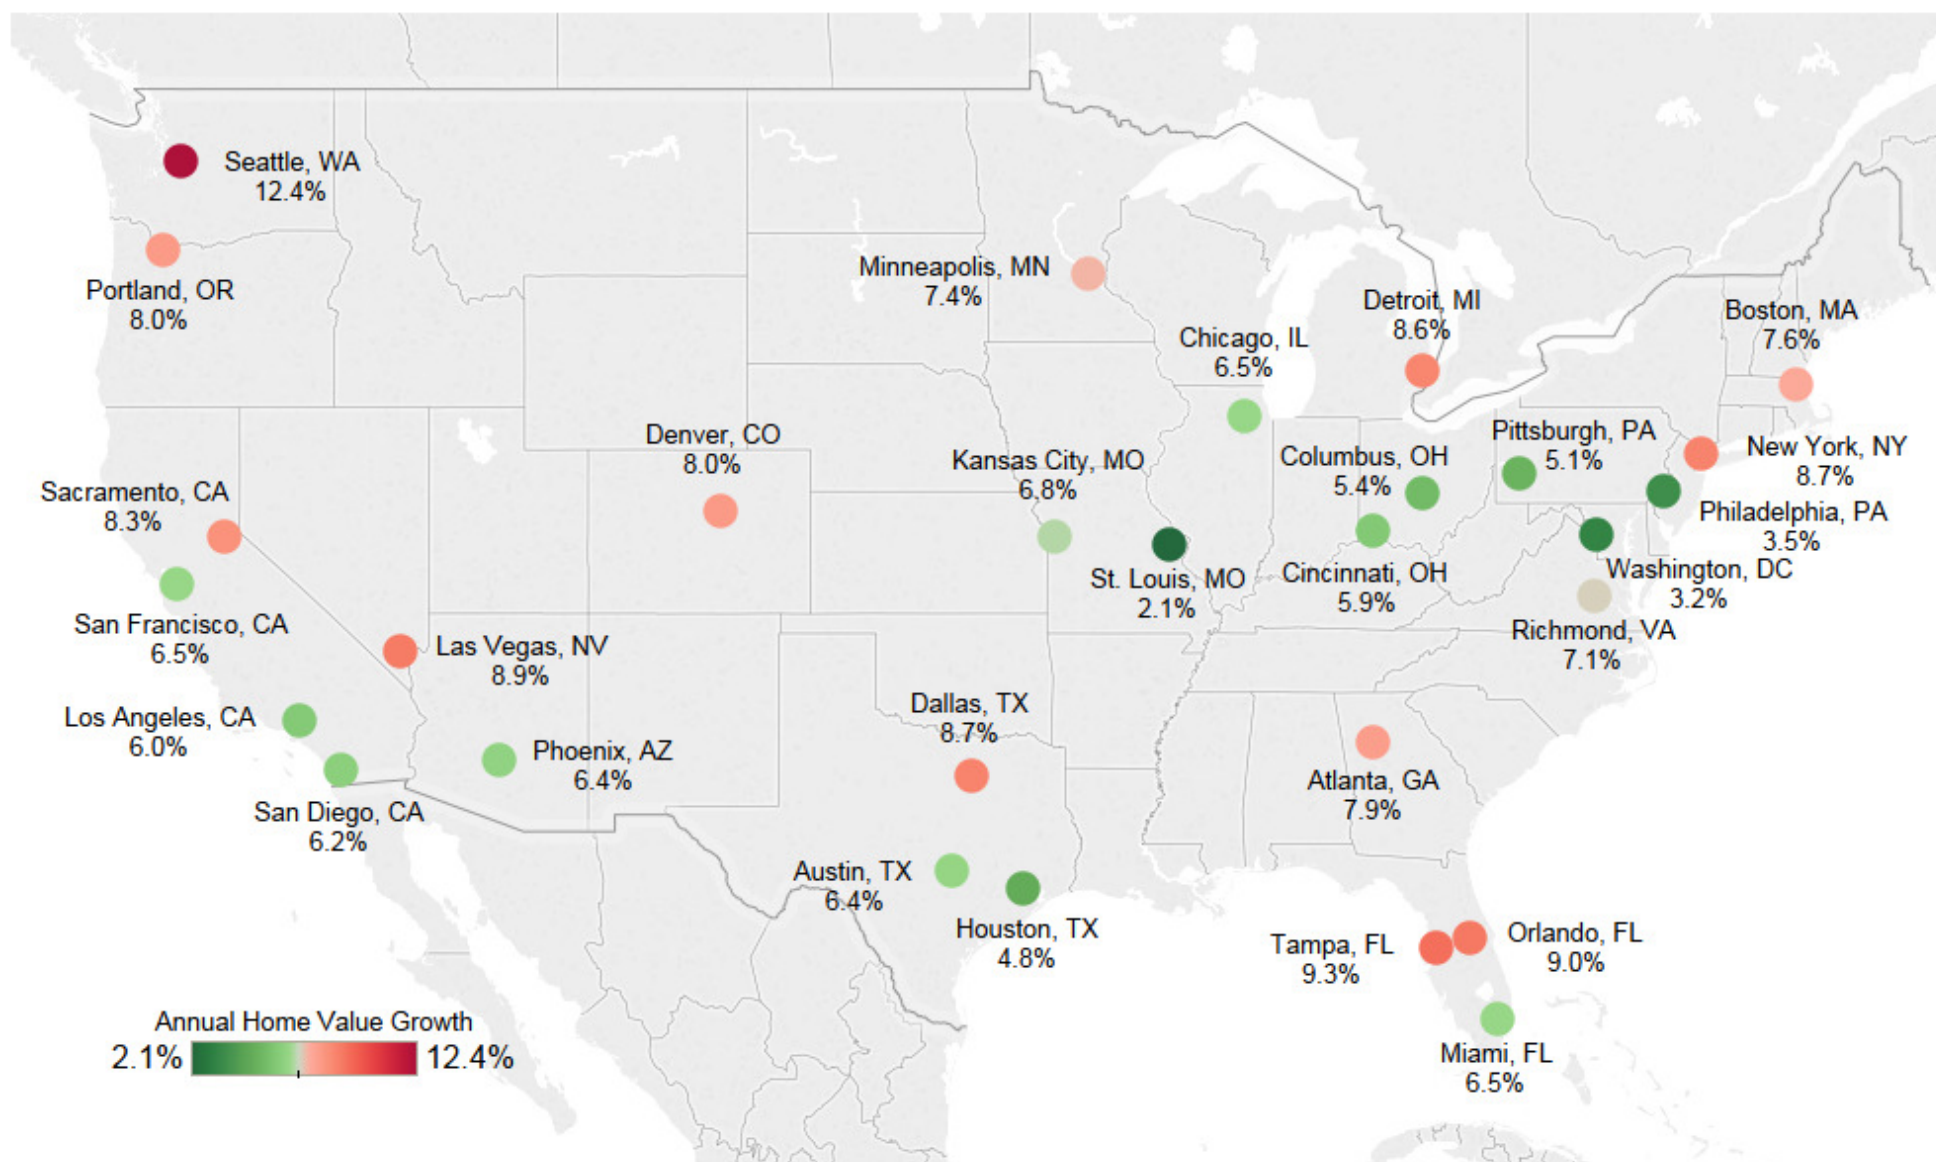 Seattle, WA
12.4%
Portland, OR
8.0%
Minneapolis, MN
7.4%
Detroit, MI
8.6%
Boston, MA
7.6%
Chicago, IL
6.5%
Denver, CO
8.0%
Kansas City, MO
6.8%
Columbus, OH
5.4%
Pittsburgh, PA
5.1%
New York, NY
8.7%
Sacramento, CA
8.3%
Philadelphia, PA
3.5%
St. Louis, MO
2.1%
Cincinnati, OH
5.9%
Washington, DC
3.2%
San Francisco, CA
6.5%
Las Vegas, NV
8.9%
Richmond, VA
7.1%
Los Angeles, CA
6.0%
Phoenix, AZ
6.4%
Dallas, TX
8.7%
Atlanta, GA
7.9%
San Diego, CA
6.2%
Austin, TX
6.4%
Houston, TX
4.8%
Tampa, FL
9.3%
Orlando, FL
9.0%
Miami, FL
6.5%
Annual Home Value Growth
2.1% 12.4%